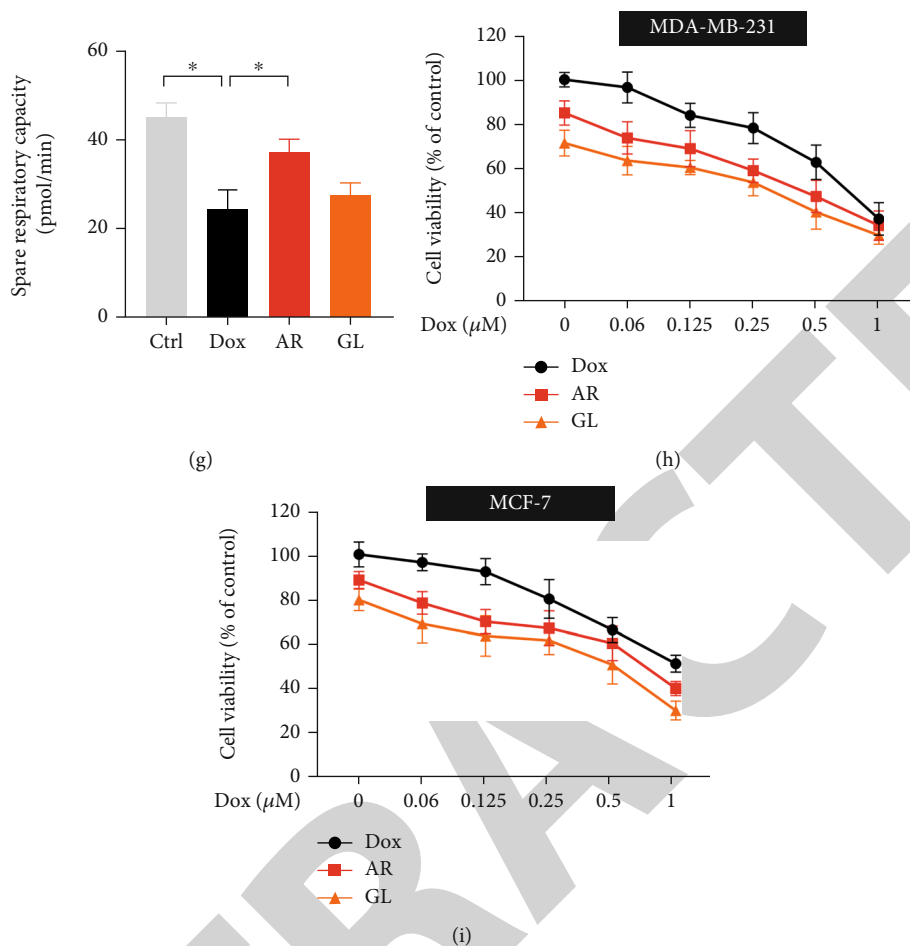 60
40
20
0
Spare respiratory capacity
(pmol/min)
*
*
Ctrl
Dox
AR
GL
(g)
MDA-MB-231
120
100
80
60
40
20
0
Cell viability (% of control)
Dox (μM)
0
0.06
0.125
0.25
0.5
1
Dox
AR
GL
(h)
MCF-7
120
100
80
60
40
20
0
Cell viability (% of control)
Dox (μM)
0
0.06
0.125
0.25
0.5
1
Dox
AR
GL
(i)
RACTE